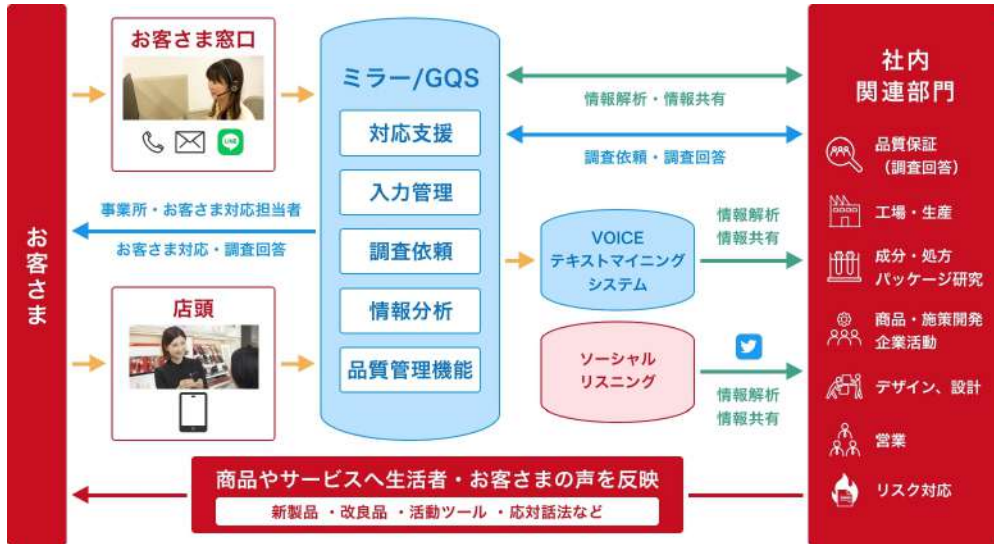 お客さま
お客さま窓口
LINE
事業所・お客さま対応担当者
お客さま対応・調査回答
店頭
ミラー/GQS
対応支援
入力管理
調査依頼
情報分析
品質管理機能
情報解析・情報共有
調査依頼・調査回答
VOICE
テキストマイニング
システム
情報解析
情報共有
ソーシャル
リスニング
情報解析
情報共有
社内
関連部門
品質保証
（調査回答）
工場・生産
成分・処方
パッケージ研究
商品・施策開発
企業活動
デザイン、設計
営業
リスク対応
商品やサービスへ生活者・お客さまの声を反映
新製品 ・改良品 ・活動ツール ・応対話法など